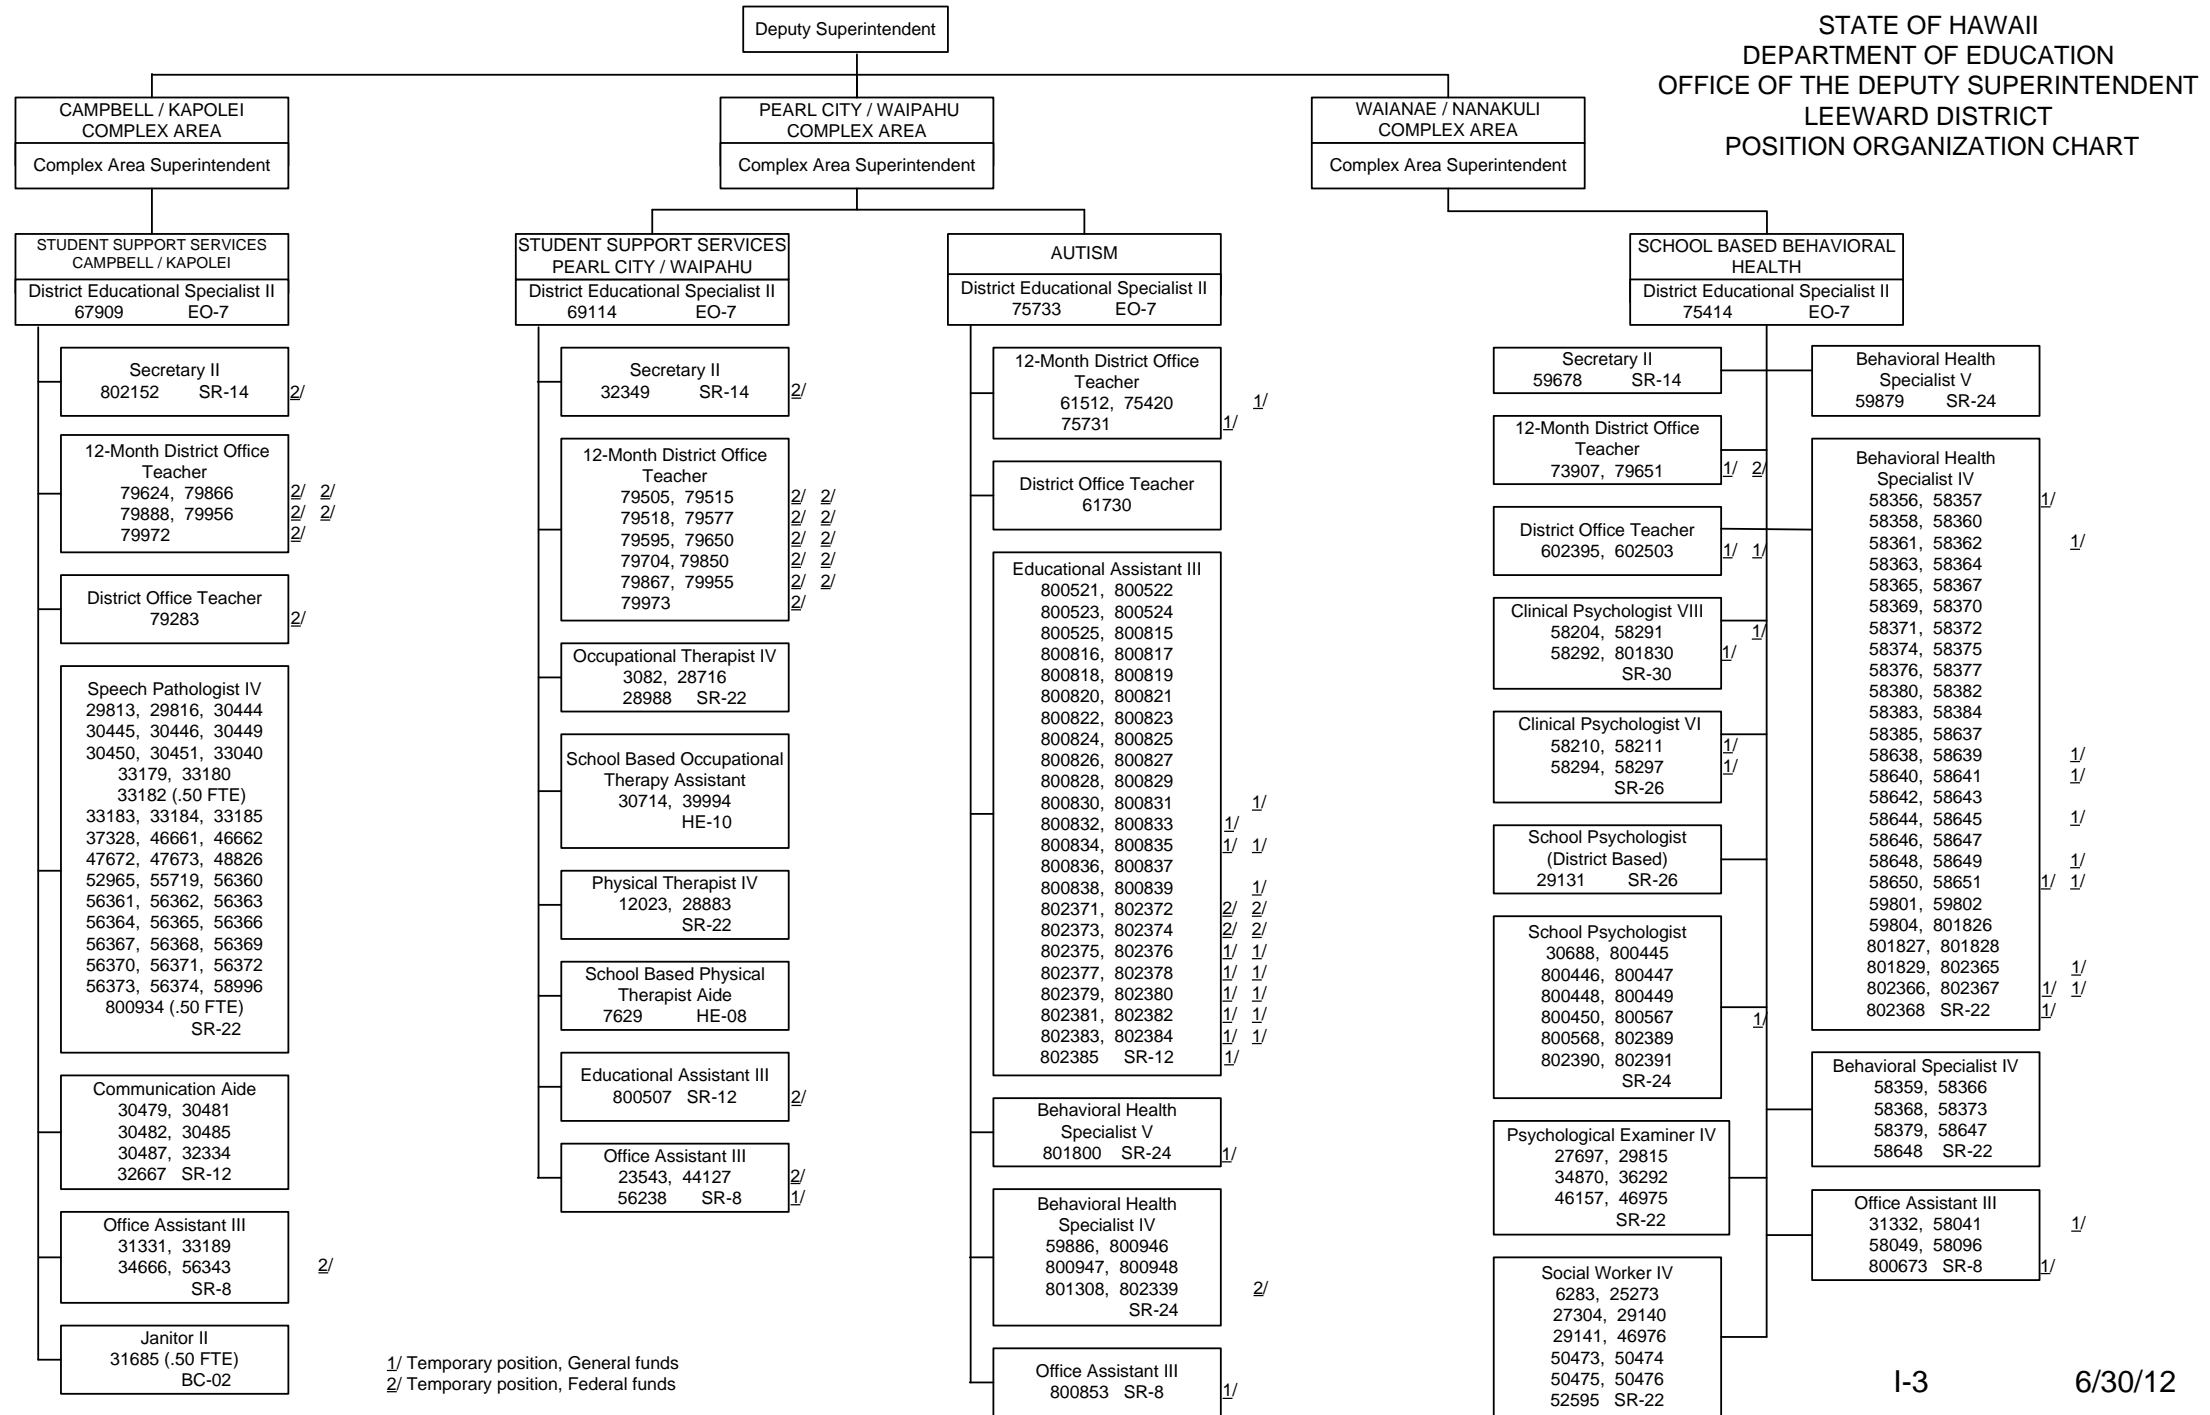 STATE OF HAWAII
DEPARTMENT OF EDUCATION
OFFICE OF THE DEPUTY SUPERINTENDENT
LEEWARD DISTRICT
POSITION ORGANIZATION CHART
Deputy Superintendent
CAMPBELL / KAPOLEI
COMPLEX AREA
Complex Area Superintendent
STUDENT SUPPORT SERVICES
CAMPBELL / KAPOLEI
District Educational Specialist II
67909 EO-7
Secretary II
802152 SR-14 2/
12-Month District Office
Teacher
79624, 79866 2/ 2/
79888, 79956 2/ 2/
79972 2/
District Office Teacher
79283 2/
Speech Pathologist IV
29813, 29816, 30444
30445, 30446, 30449
30450, 30451, 33040
33179, 33180
33182 (.50 FTE)
33183, 33184, 33185
37328, 46661, 46662
47672, 47673, 48826
52965, 55719, 56360
56361, 56362, 56363
56364, 56365, 56366
56367, 56368, 56369
56370, 56371, 56372
56373, 56374, 58996
800934 (.50 FTE)
SR-22
Communication Aide
30479, 30481
30482, 30485
30487, 32334
32667 SR-12
Office Assistant III
31331, 33189
34666, 56343 2/
SR-8
Janitor II
31685 (.50 FTE)
BC-02
PEARL CITY / WAIPAHU
COMPLEX AREA
Complex Area Superintendent
STUDENT SUPPORT SERVICES
PEARL CITY / WAIPAHU
District Educational Specialist II
69114 EO-7
Secretary II
32349 SR-14 2/
12-Month District Office
Teacher
79505, 79515 2/ 2/
79518, 79577 2/ 2/
79595, 79650 2/ 2/
79704, 79850 2/ 2/
79867, 79955 2/ 2/
79973 2/
Occupational Therapist IV
3082, 28716
28988 SR-22
School Based Occupational
Therapy Assistant
30714, 39994
HE-10
Physical Therapist IV
12023, 28883
SR-22
School Based Physical
Therapist Aide
7629 HE-08
Educational Assistant III
800507 SR-12 2/
Office Assistant III
23543, 44127 2/
56238 SR-8 1/
AUTISM
District Educational Specialist II
75733 EO-7
12-Month District Office
Teacher
61512, 75420 1/
75731 1/
District Office Teacher
61730
Educational Assistant III
800521, 800522
800523, 800524
800525, 800815
800816, 800817
800818, 800819
800820, 800821
800822, 800823
800824, 800825
800826, 800827
800828, 800829
800830, 800831 1/
800832, 800833 1/
800834, 800835 1/ 1/
800836, 800837
800838, 800839 1/
802371, 802372 2/ 2/
802373, 802374 2/ 2/
802375, 802376 1/ 1/
802377, 802378 1/ 1/
802379, 802380 1/ 1/
802381, 802382 1/ 1/
802383, 802384 1/ 1/
802385 SR-12 1/
Behavioral Health
Specialist V
801800 SR-24 1/
Behavioral Health
Specialist IV
59886, 800946
800947, 800948
801308, 802339 2/
SR-24
Office Assistant III
800853 SR-8 1/
WAIANAE / NANAKULI
COMPLEX AREA
Complex Area Superintendent
SCHOOL BASED BEHAVIORAL
HEALTH
District Educational Specialist II
75414 EO-7
Secretary II
59678 SR-14
12-Month District Office
Teacher
73907, 79651 1/ 2/
District Office Teacher
602395, 602503 1/ 1/
Clinical Psychologist VIII
58204, 58291 1/
58292, 801830 1/
SR-30
Clinical Psychologist VI
58210, 58211 1/
58294, 58297 1/
SR-26
School Psychologist
(District Based)
29131 SR-26
School Psychologist
30688, 800445
800446, 800447
800448, 800449
800450, 800567 1/
800568, 802389
802390, 802391
SR-24
Psychological Examiner IV
27697, 29815
34870, 36292
46157, 46975
SR-22
Social Worker IV
6283, 25273
27304, 29140
29141, 46976
50473, 50474
50475, 50476
52595 SR-22
Behavioral Health
Specialist V
59879 SR-24
Behavioral Health
Specialist IV
58356, 58357 1/
58358, 58360
58361, 58362 1/
58363, 58364
58365, 58367
58369, 58370
58371, 58372
58374, 58375
58376, 58377
58380, 58382
58383, 58384
58385, 58637
58638, 58639 1/
58640, 58641 1/
58642, 58643
58644, 58645 1/
58646, 58647
58648, 58649 1/
58650, 58651 1/ 1/
59801, 59802
59804, 801826
801827, 801828
801829, 802365 1/
802366, 802367 1/ 1/
802368 SR-22 1/
Behavioral Specialist IV
58359, 58366
58368, 58373
58379, 58647
58648 SR-22
Office Assistant III
31332, 58041 1/
58049, 58096
800673 SR-8 1/
1/ Temporary position, General funds
2/ Temporary position, Federal funds
I-3 6/30/12